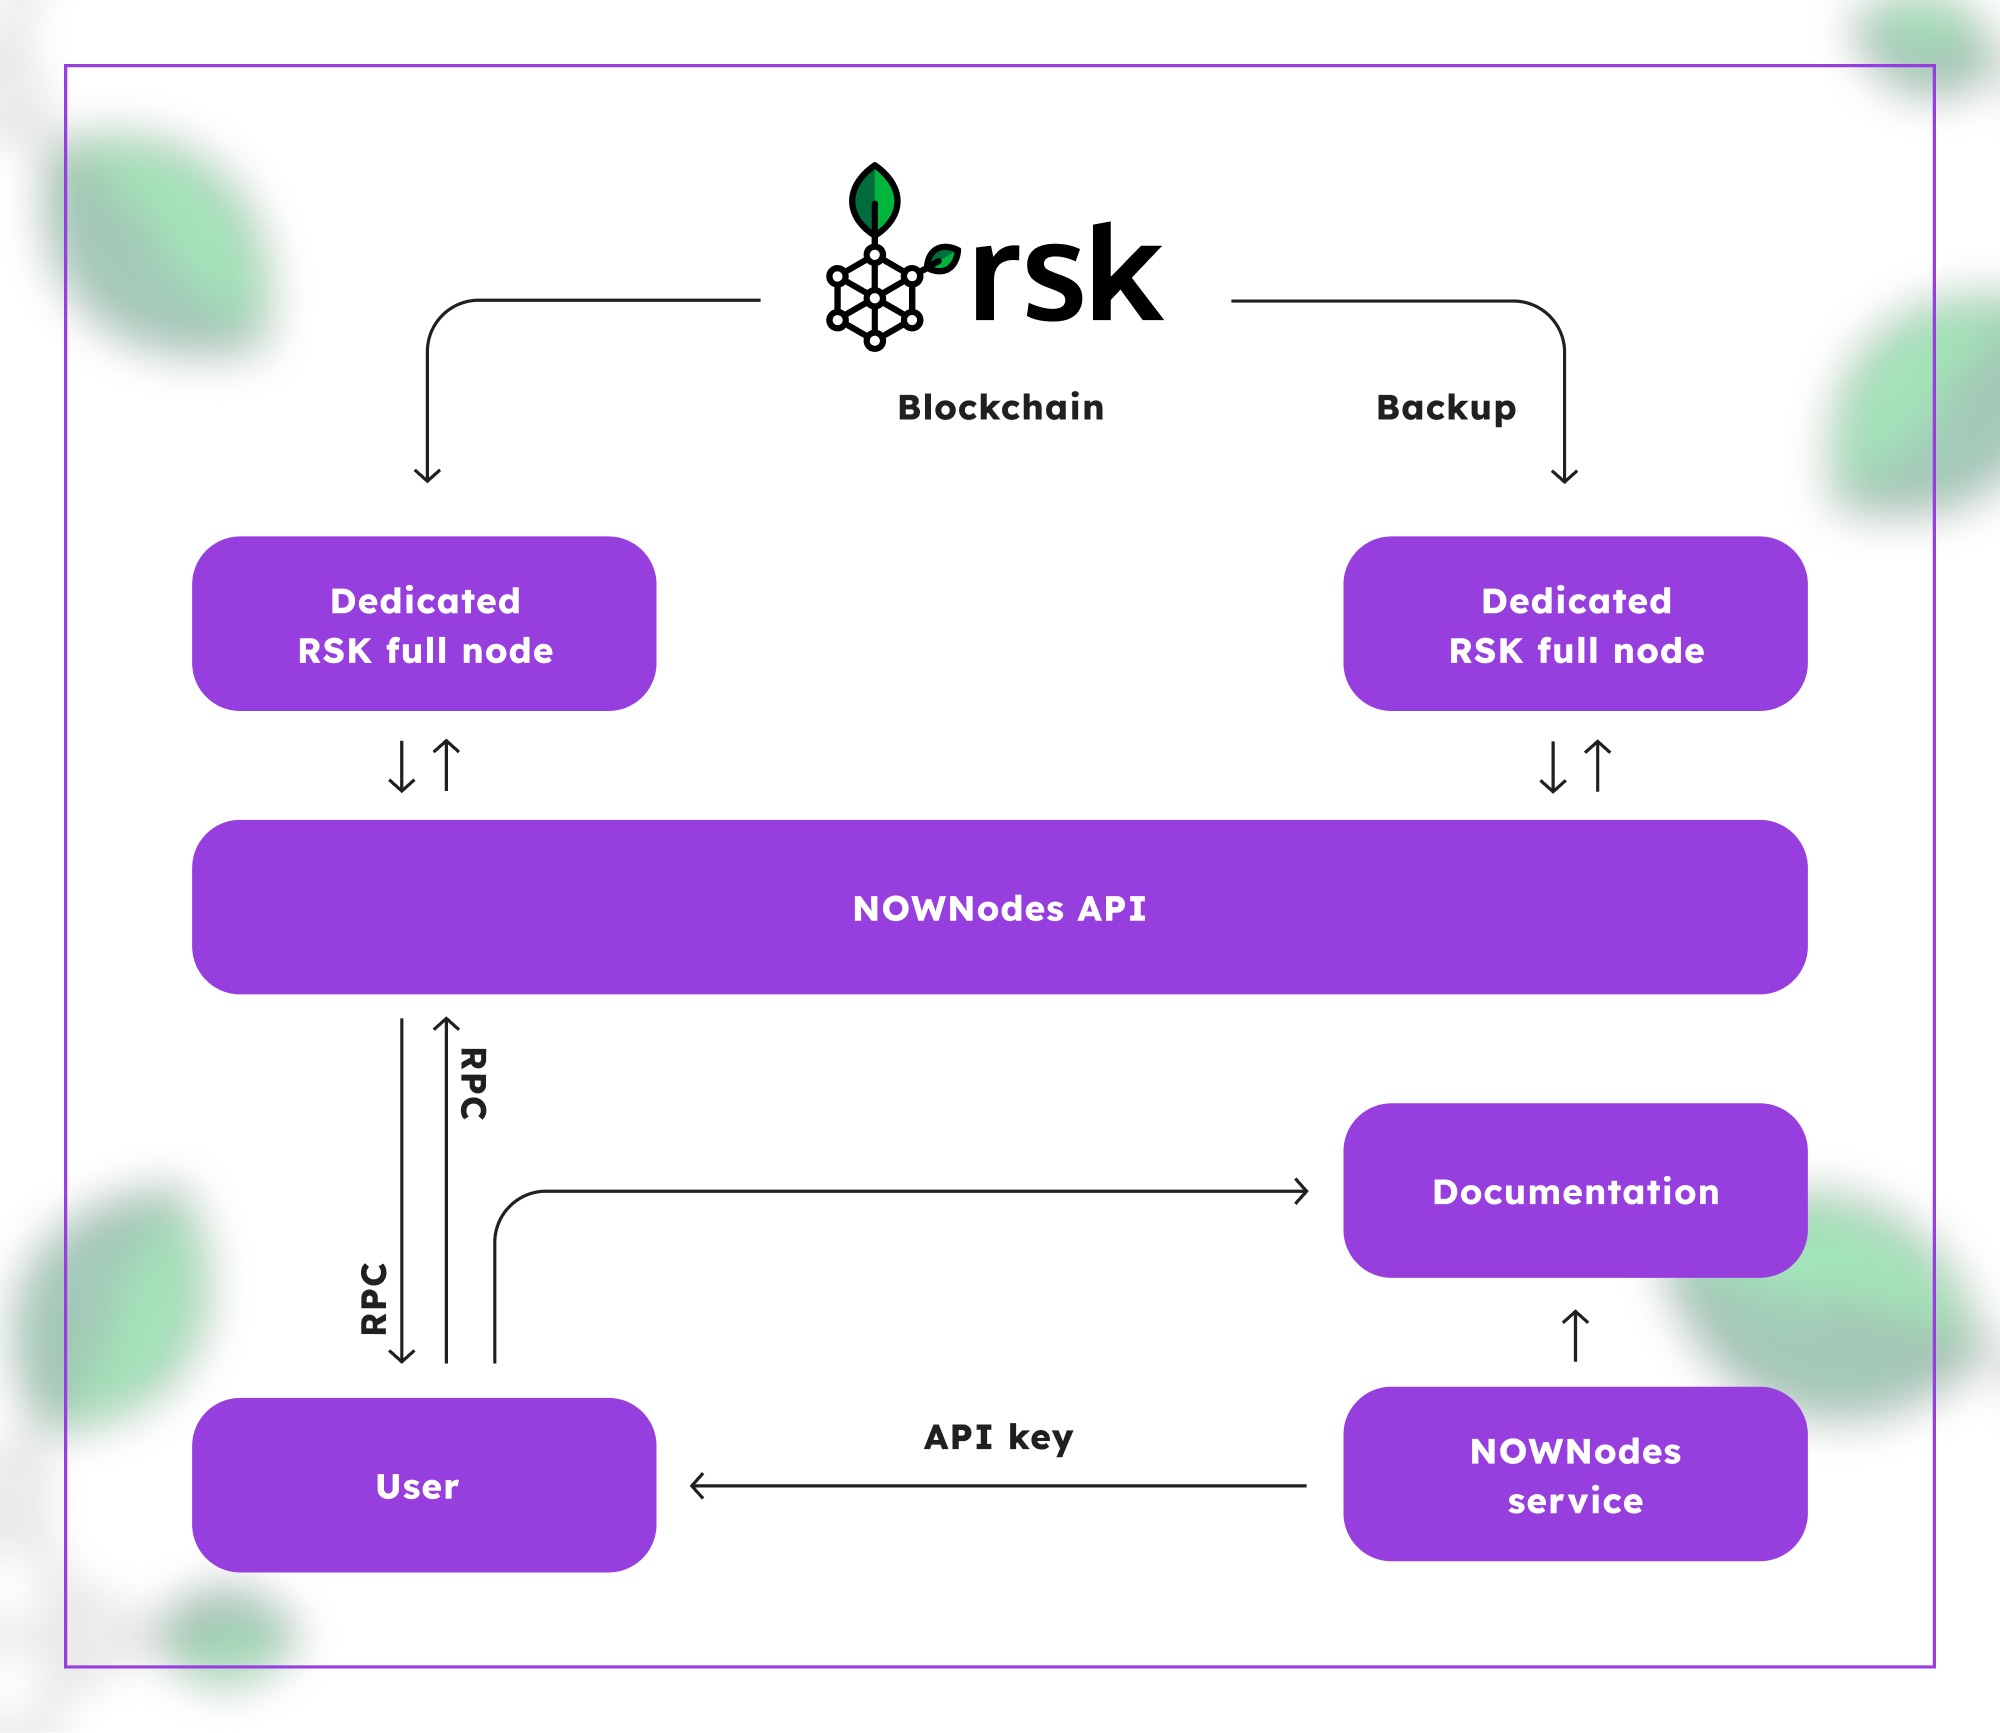 rsk
Blockchain
Backup
Dedicated
RSK full node
Dedicated
RSK full node
NOWNodes API
RPC
RPC
Documentation
User
API key
NOWNodes
service